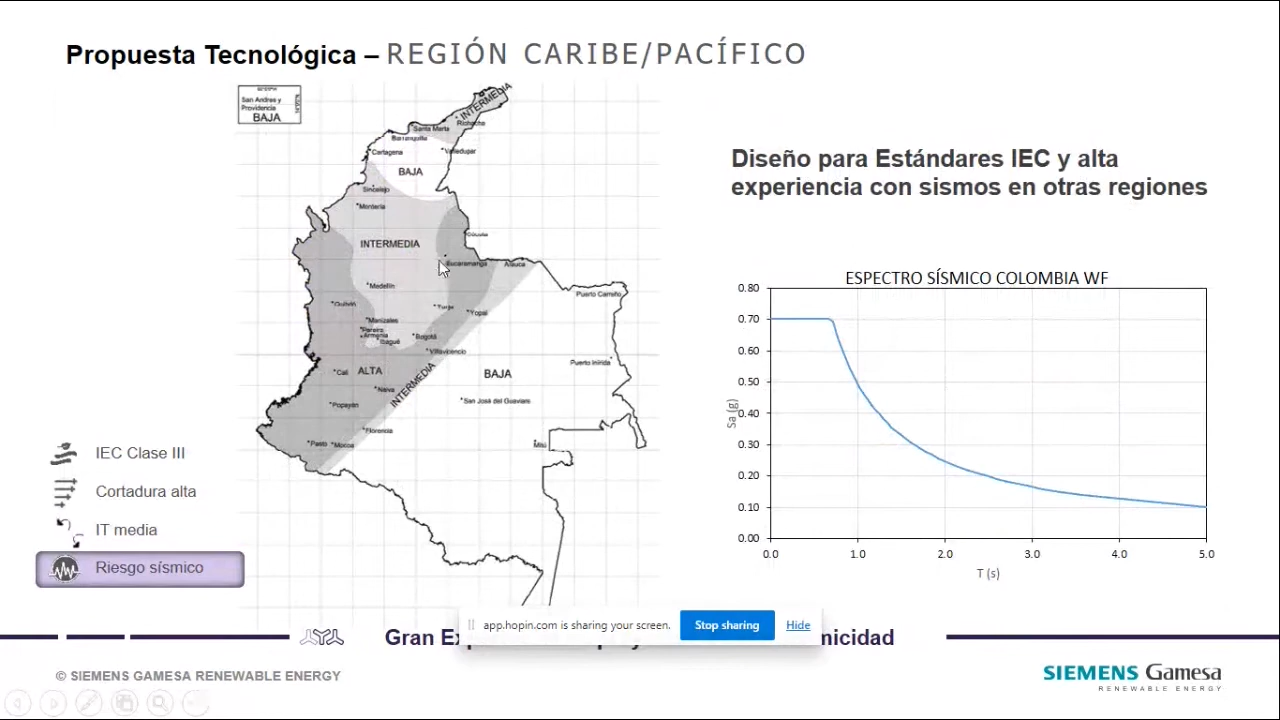 Propuesta Tecnológica – REGIÓN CARIBE/PACÍFICO
San Andres y
Providencia
BAJA
INTERMEDIA
Riohacha
Santa Marta
Barranquilla
Cartagena
Valledupar
BAJA
Sincelejo
Montería
Cúcuta
INTERMEDIA
Bucaramanga
Arauca
Medellín
Puerto Carreño
Quibdó
Tunja
Yopal
Manizales
Pereira
Armenia
Ibagué
Bogotá
Villavicencio
Puerto Inírida
Cali
ALTA
INTERMEDIA
BAJA
Neiva
Popayán
San José del Guaviare
Florencia
Pasto
Mocoa
Mitú
Diseño para Estándares IEC y alta
experiencia con sismos en otras regiones
ESPECTRO SÍSMICO COLOMBIA WF
0.80
0.70
0.60
0.50
0.40
0.30
0.20
0.10
0.00
Sa (g)
0.0 1.0 2.0 3.0 4.0 5.0
T (s)
IEC Clase III
Cortadura alta
IT media
Riesgo sísmico
app.hopin.com is sharing your screen. Stop sharing Hide
Gran
© SIEMENS GAMESA RENEWABLE ENERGY
SIEMENS Gamesa
RENEWABLE ENERGY